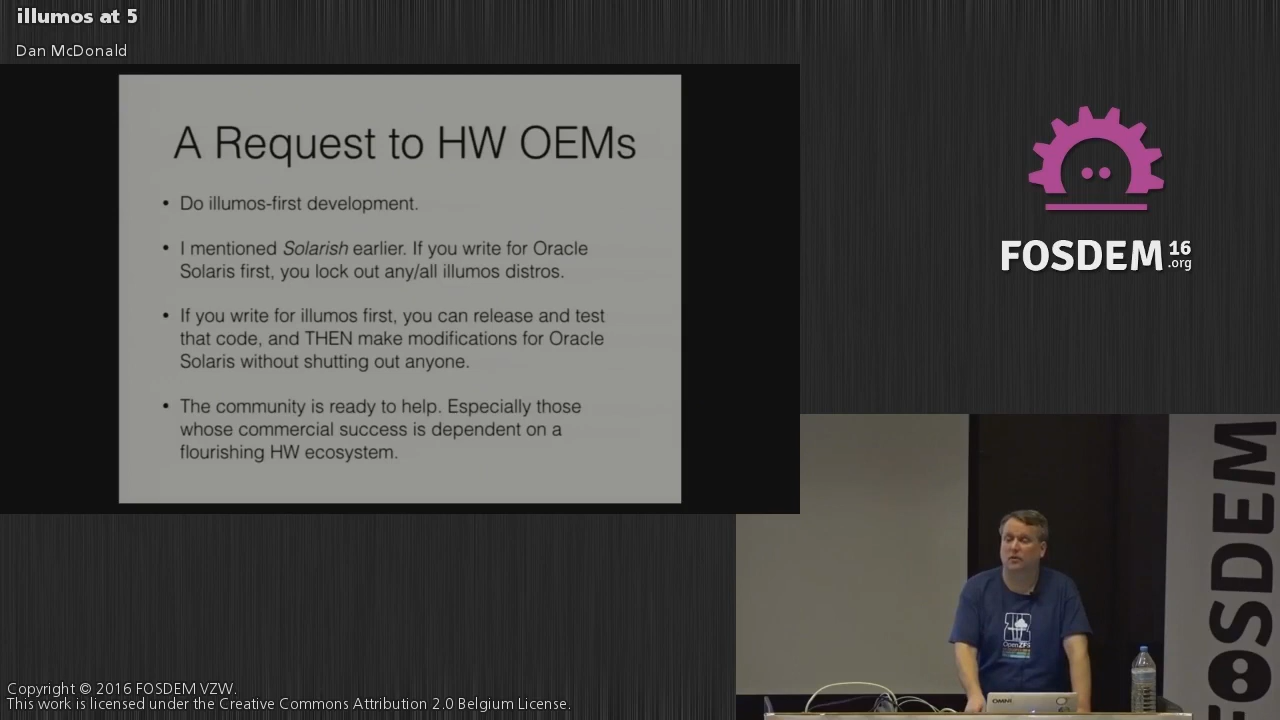 illumos at 5
Dan McDonald
A Request to HW OEMs
• Do illumos-first development.
• I mentioned Solarish earlier. If you write for Oracle
Solaris first, you lock out any/all illumos distros.
• If you write for illumos first, you can release and test
that code, and THEN make modifications for Oracle
Solaris without shutting out anyone.
• The community is ready to help. Especially those
whose commercial success is dependent on a
flourishing HW ecosystem.
FOSDEM 16
.org
FOSDEM
OpenZFS
OMNI
Copyright © 2016 FOSDEM VZW.
This work is licensed under the Creative Commons Attribution 2.0 Belgium License.